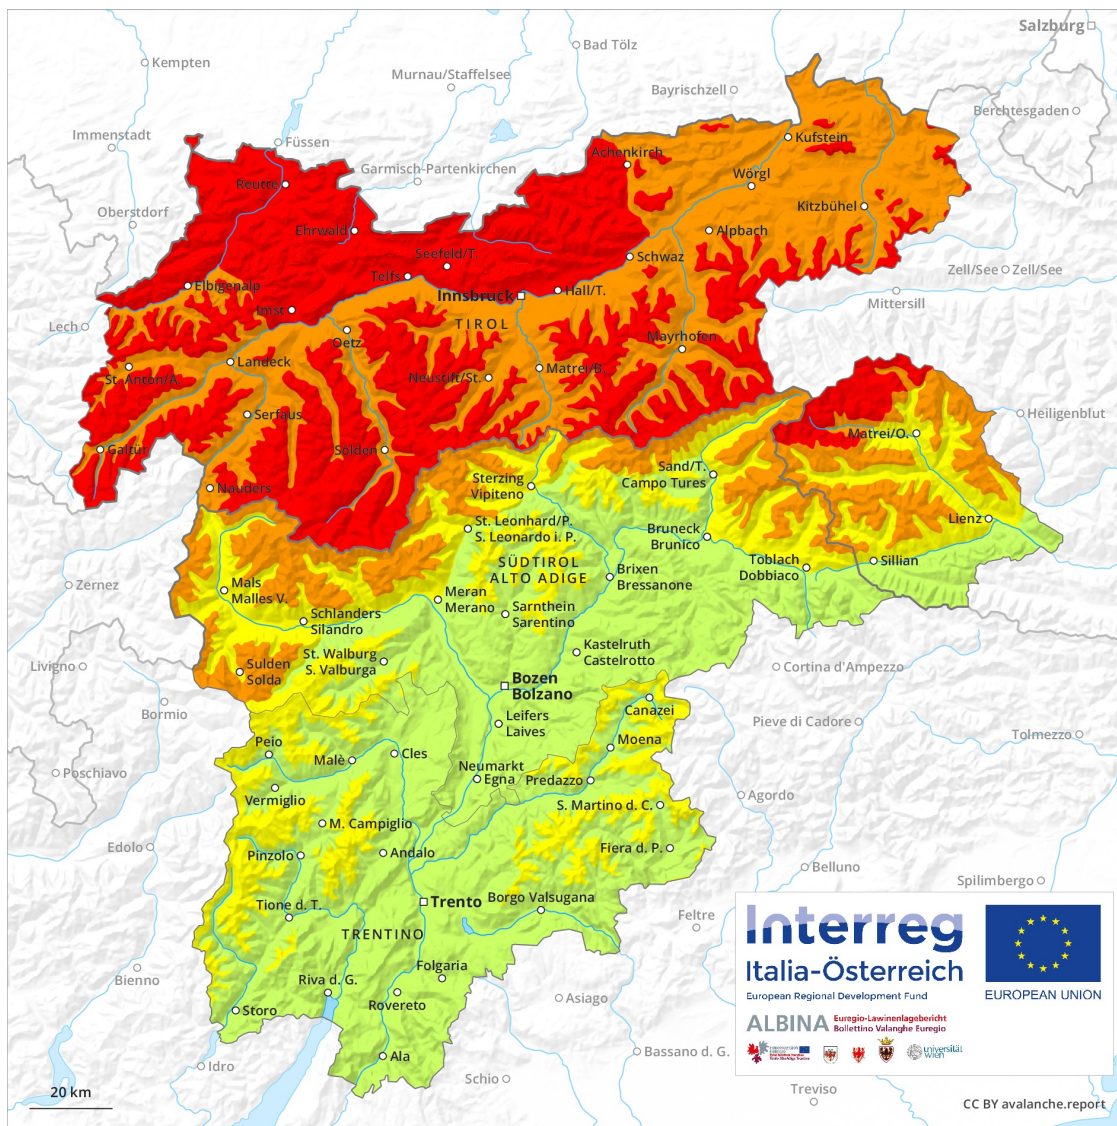 Salzburg
Bad Tölz
Kempten
Murnau/Staffelsee
Bayrischzell
Berchtesgaden
Immenstadt
Füssen
Kufstein
Achenkirch
Garmisch-Partenkirchen
Wörgl
Reutte
Oberstdorf
Kitzbühel
Ehrwald
Alpbach
Seefeld/T.
Schwaz
Telfs
Zell/See
Zell/See
Elbigenalp
Innsbruck
Hall/T.
Mittersill
Imst
TIROL
Lech
Oetz
Mayrhofen
Landeck
Matrei/B.
St. Anton/A.
Neustift/St.
Serfaus
Heiligenblut
Matrei/O.
Galtür
Sölden
Sand/T.
Campo Tures
Sterzing
Vipiteno
Nauders
St. Leonhard/P.
S. Leonardo i. P.
Lienz
Bruneck
Brunico
SÜDTIROL
ALTO ADIGE
Toblach
Dobbiaco
Sillian
Brixen
Bressanone
Zernez
Mals
Malles V.
Meran
Merano
Sarnthein
Sarentino
Schlanders
Silandro
Kastelruth
Castelrotto
St. Walburg
S. Valburga
Livigno
Sulden
Solda
Cortina d'Ampezzo
Bozen
Bolzano
Bormio
Canazei
Leifers
Laives
Pieve di Cadore
Tolmezzo
Peio
Moena
Malè
Cles
Poschiavo
Neumarkt
Egna
Predazzo
Vermiglio
Agordo
S. Martino d. C.
M. Campiglio
Edolo
Pinzolo
Andalo
Fiera d. P.
Belluno
Spilimbergo
Tione d. T.
Trento
Borgo Valsugana
Feltre
TRENTINO
Bienno
Riva d. G.
Folgaria
Rovereto
Asiago
Storo
Ala
Bassano d. G.
Idro
Schio
Treviso
20 km
Interreg
Italia-Österreich
European Regional Development Fund
EUROPEAN UNION
ALBINA
Euregio-Lawinenlagebericht
Bollettino Valanghe Euregio
universität
wien
CC BY avalanche.report